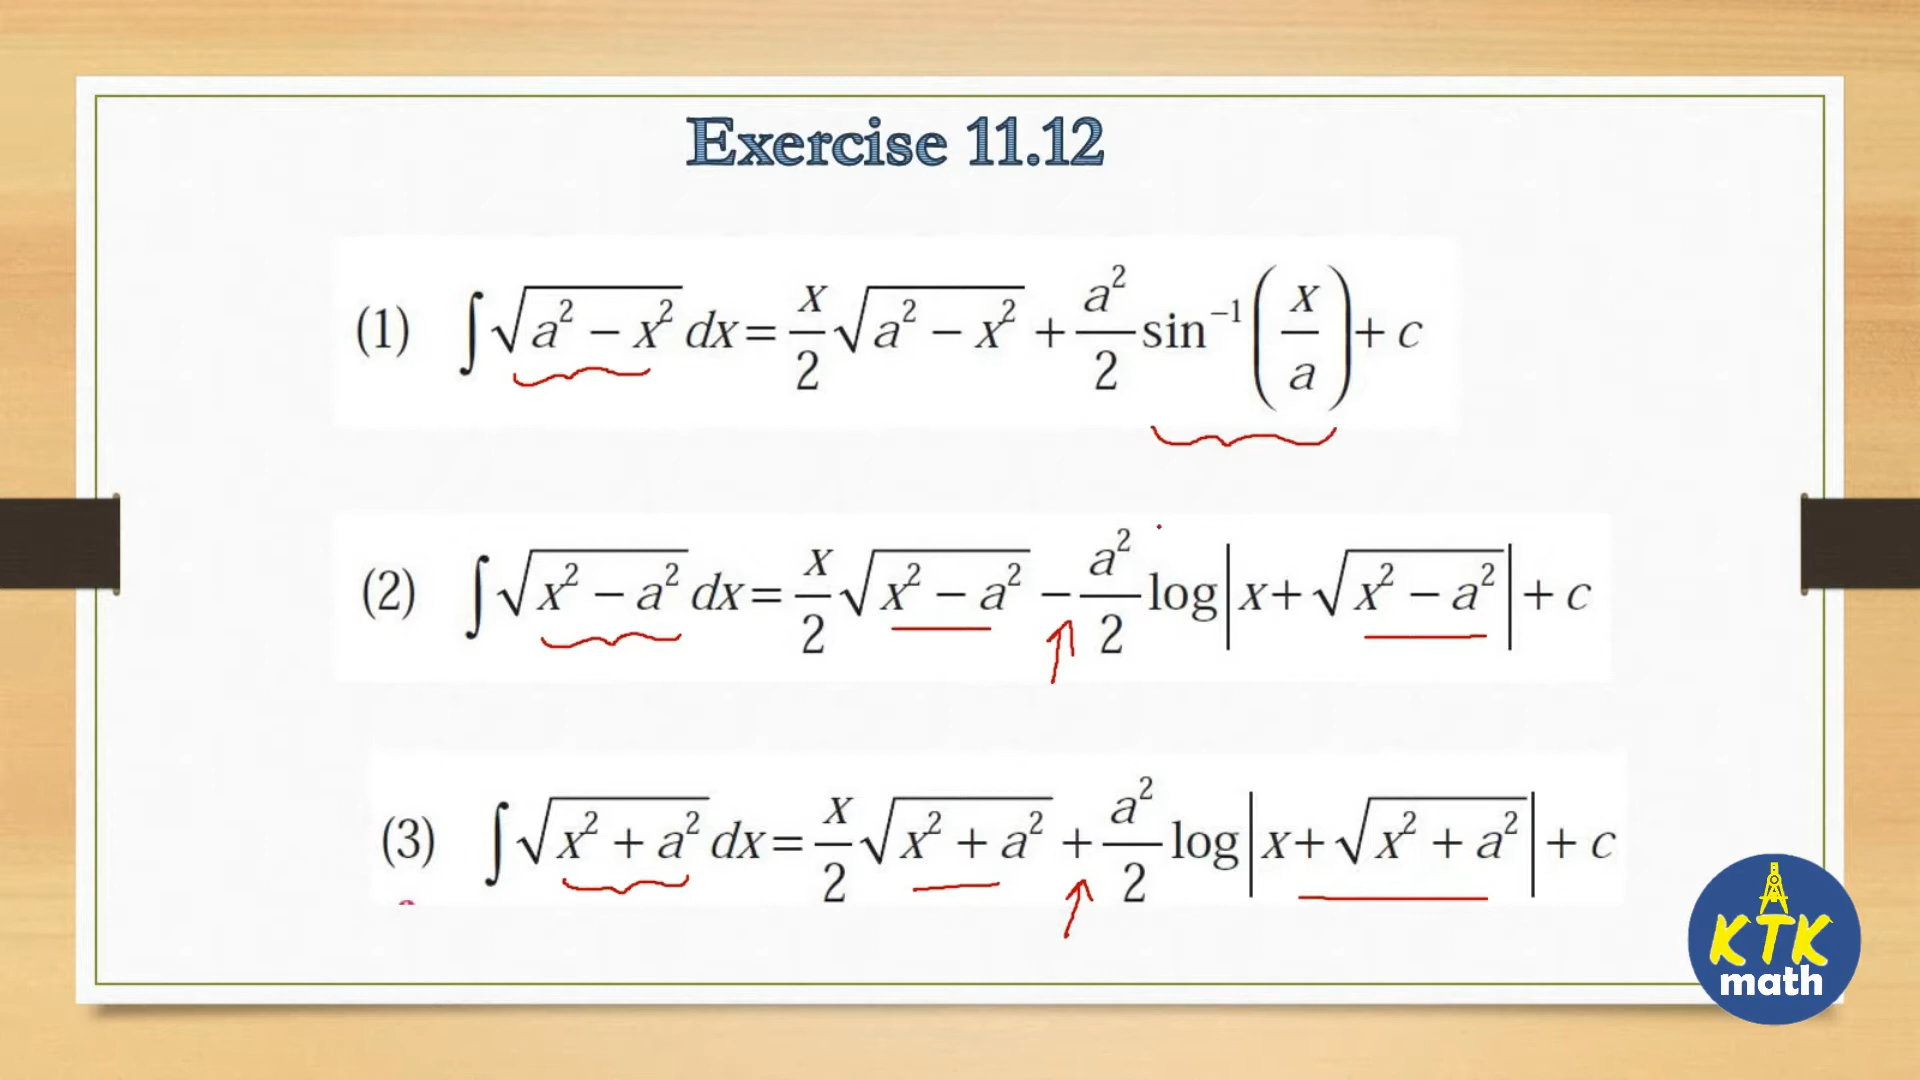 Exercise 11.12
(1) ∫√(a² − x²) dx = x/2 √(a² − x²) + a²/2 sin⁻¹(x/a) + c
(2) ∫√(x² − a²) dx = x/2 √(x² − a²) − a²/2 log|x + √(x² − a²)| + c
(3) ∫√(x² + a²) dx = x/2 √(x² + a²) + a²/2 log|x + √(x² + a²)| + c
KTK
math